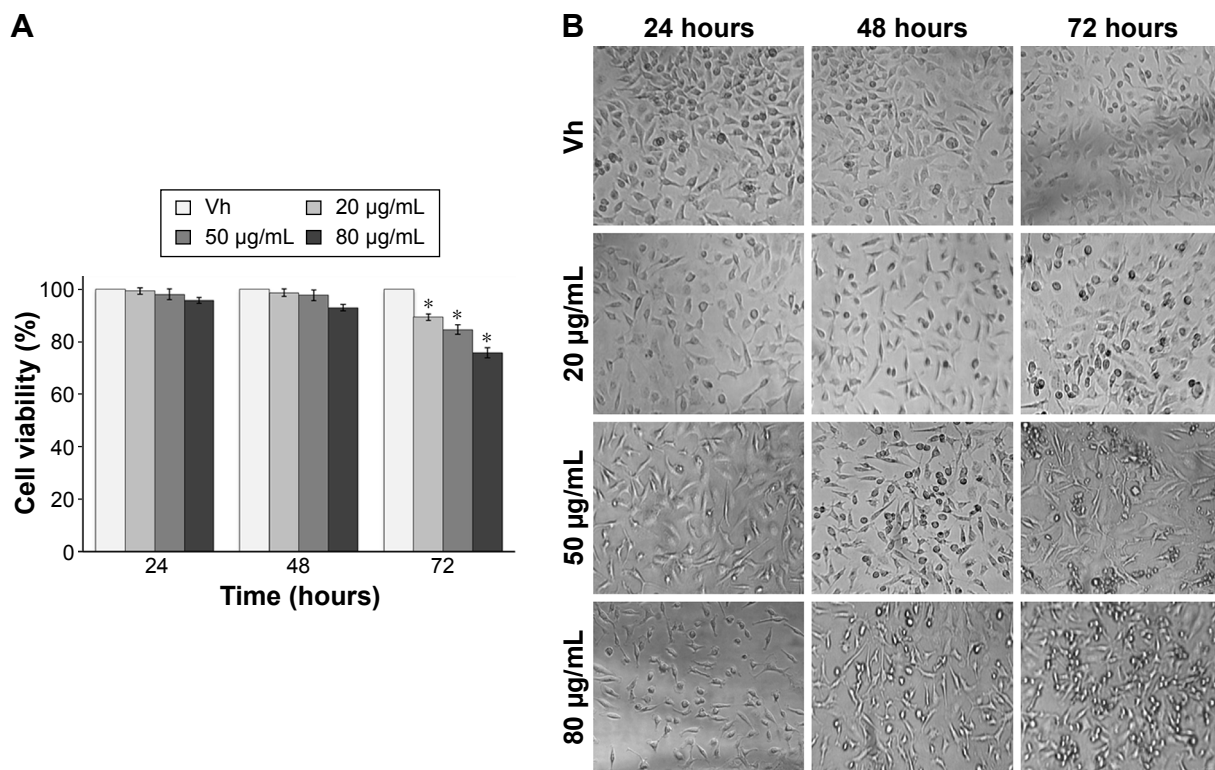 A
Vh
20 µg/mL
50 µg/mL
80 µg/mL
Cell viability (%)
100
80
60
40
20
0
* * *
24
48
72
Time (hours)
B
24 hours
48 hours
72 hours
Vh
20 µg/mL
50 µg/mL
80 µg/mL